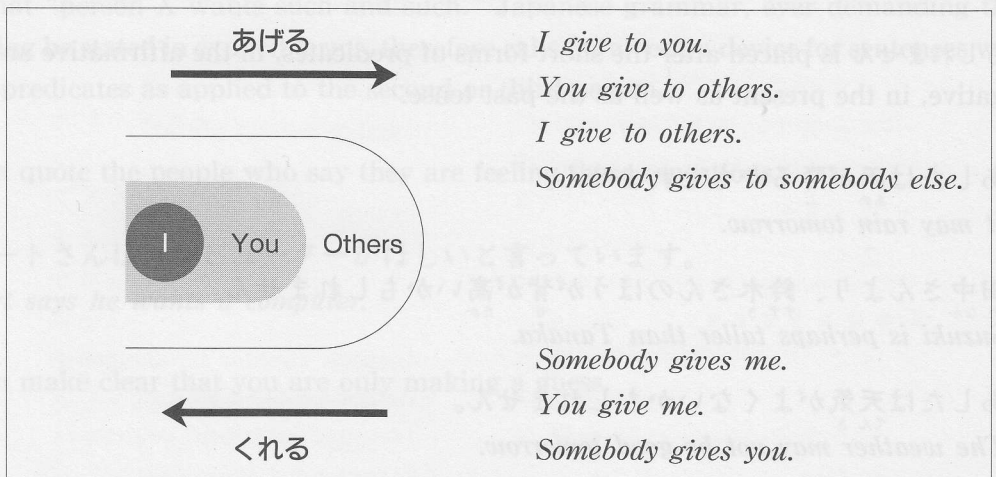 あげる
I give to you.
You give to others.
I give to others.
Somebody gives to somebody else.
I You Others
Somebody gives me.
You give me.
Somebody gives you.
くれる